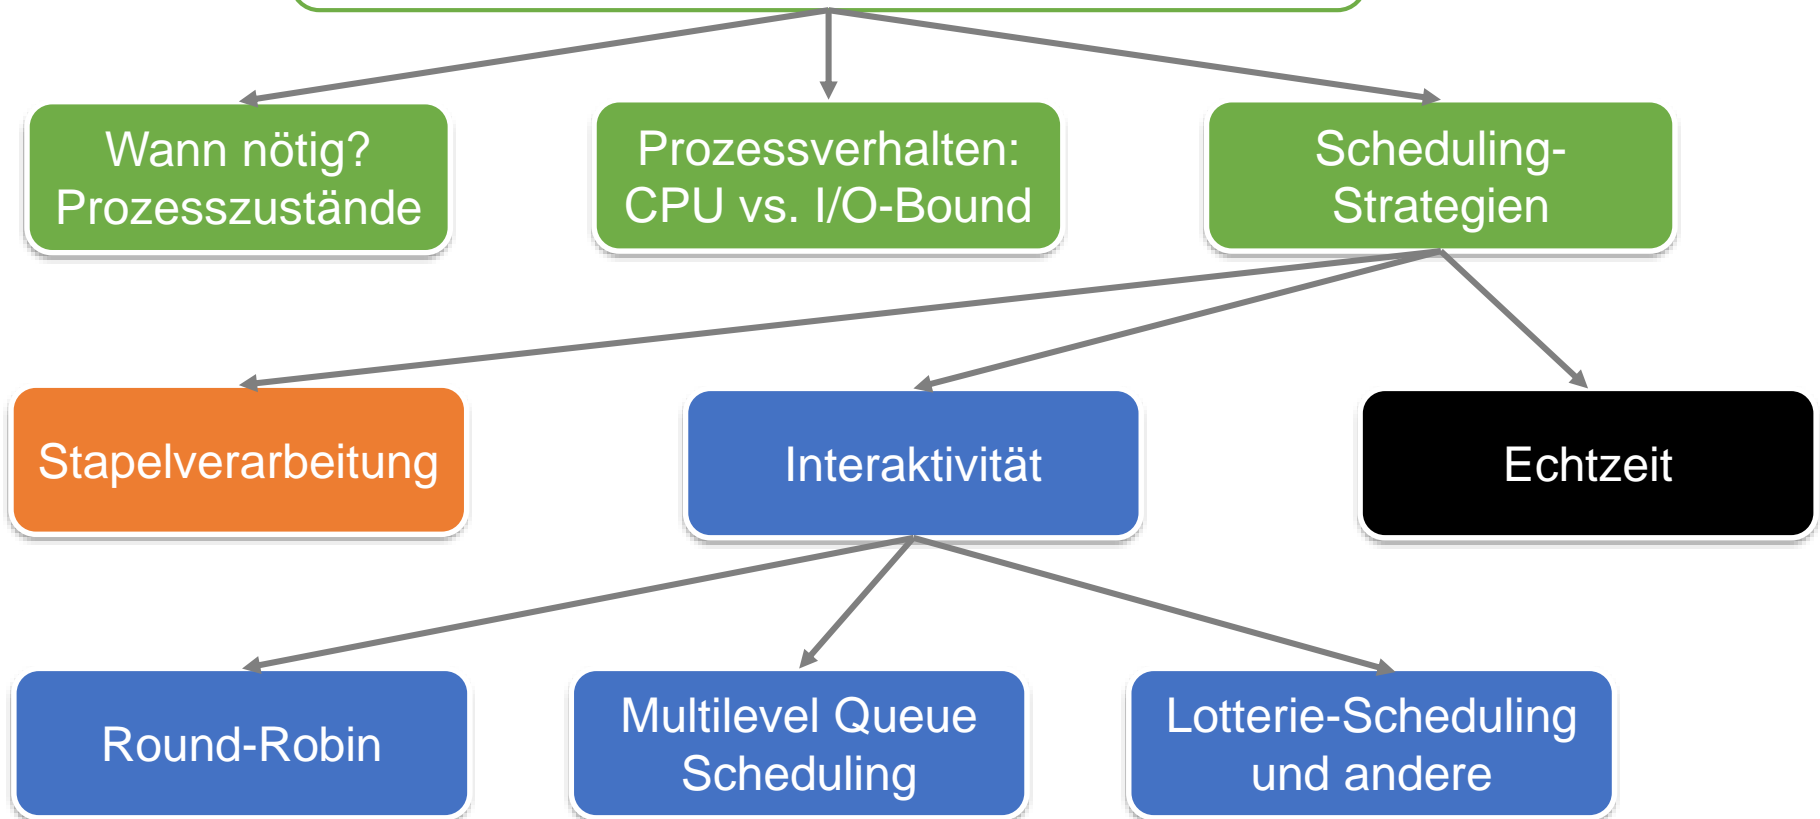 Wann nötig?
Prozesszustände
Prozessverhalten:
CPU vs. I/O-Bound
Scheduling-
Strategien
Stapelverarbeitung
Interaktivität
Echtzeit
Round-Robin
Multilevel Queue
Scheduling
Lotterie-Scheduling
und andere